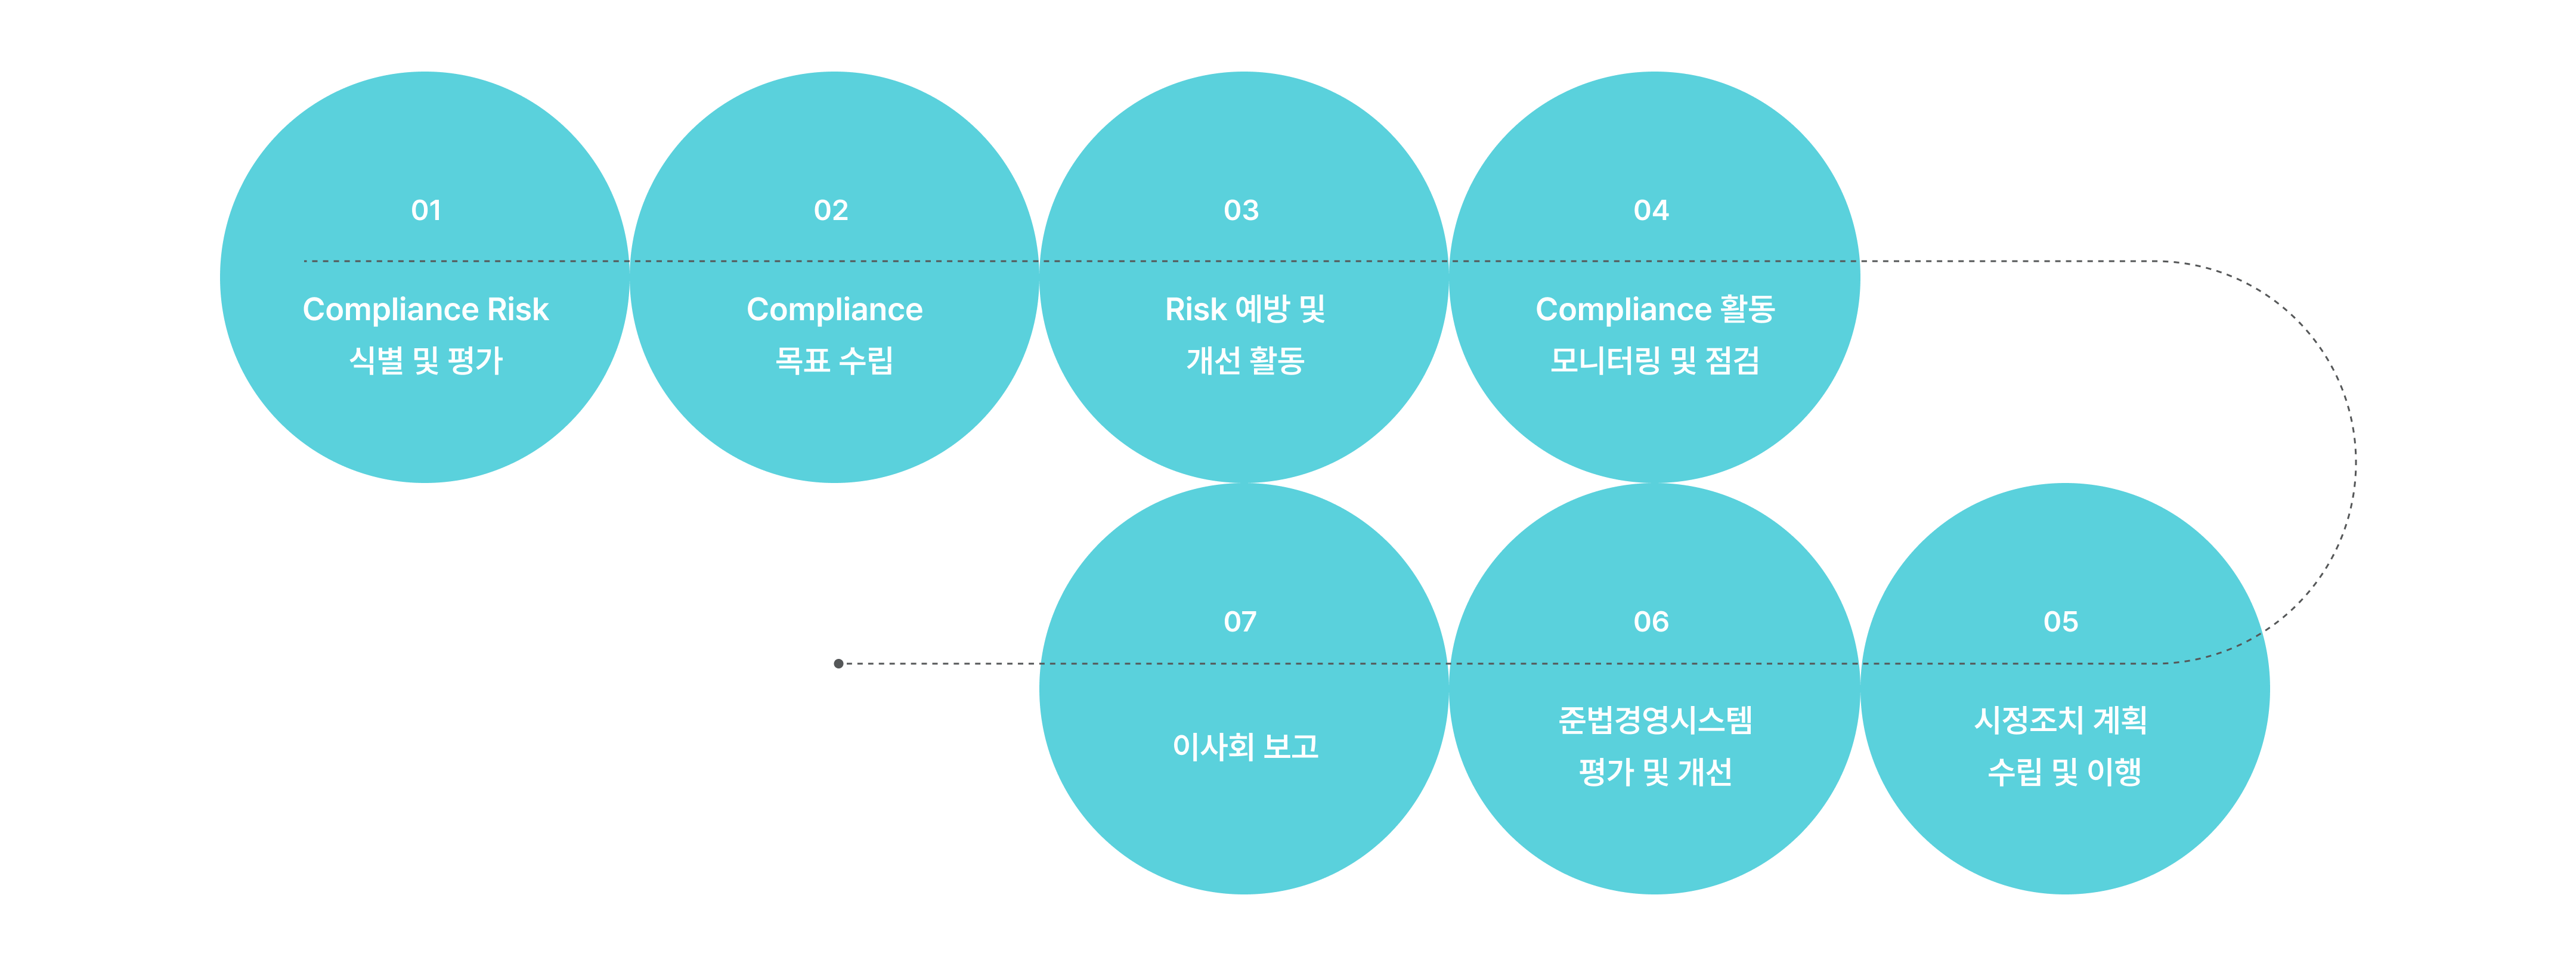 01
Compliance Risk
식별 및 평가
02
Compliance
목표 수립
03
Risk 예방 및
개선 활동
04
Compliance 활동
모니터링 및 점검
05
시정조치 계획
수립 및 이행
06
준법경영시스템
평가 및 개선
07
이사회 보고